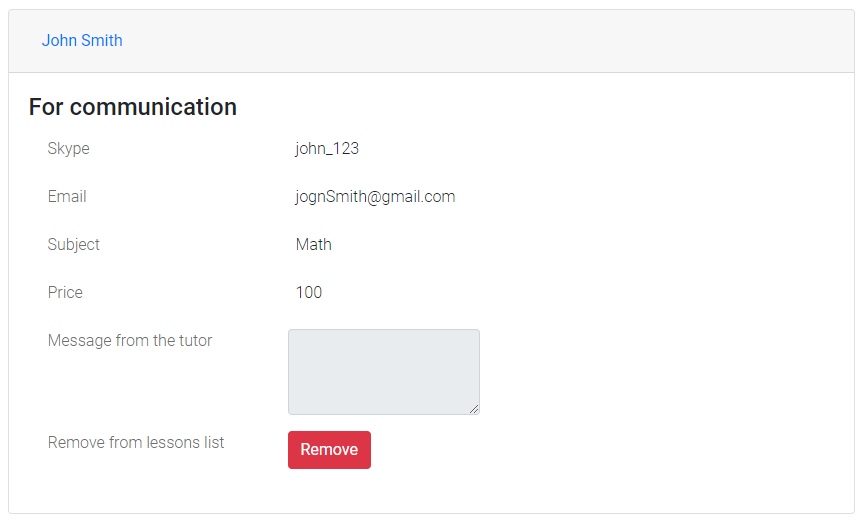 John Smith
For communication
Skype john_123
Email jognSmith@gmail.com
Subject Math
Price 100
Message from the tutor
Remove from lessons list Remove